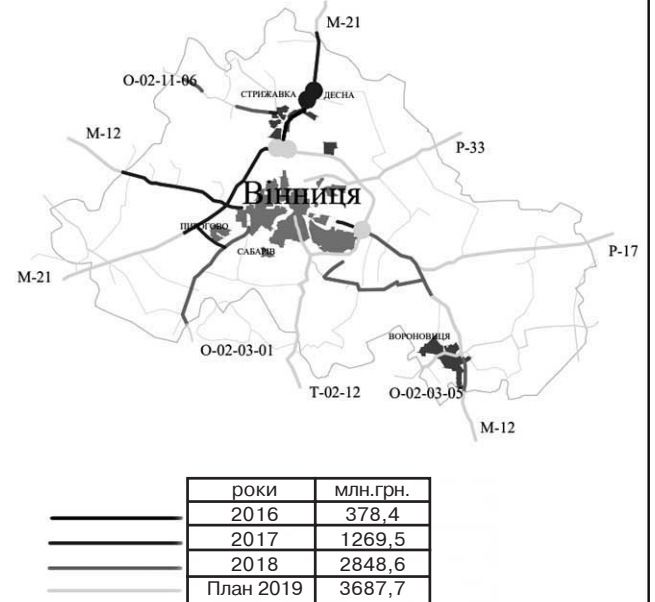 М-21
О-02-11-06
СТРИЖАВКА
ДЕСНА
М-12
Р-33
Вінниця
ПИРОГОВО
САБАРІВ
Р-17
М-21
ВОРОНОВИЦЯ
О-02-03-01
Т-02-12
О-02-03-05
М-12
роки млн.грн.
2016 378,4
2017 1269,5
2018 2848,6
План 2019 3687,7